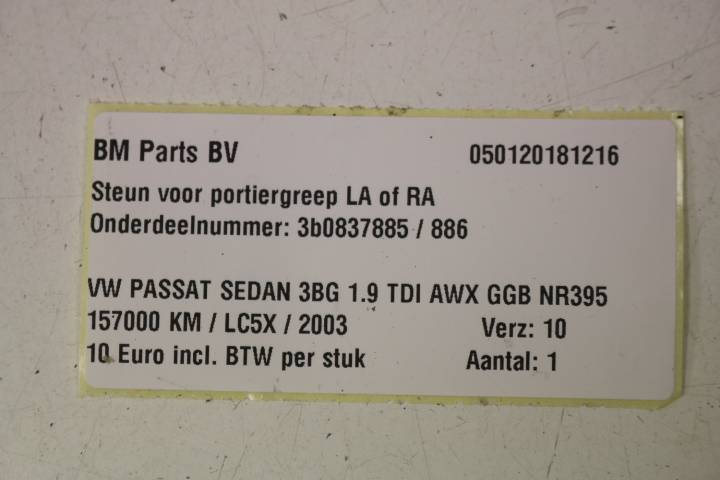 BM Parts BV 050120181216
Steun voor portiergreep LA of RA
Onderdeelnummer: 3b0837885 / 886
VW PASSAT SEDAN 3BG 1.9 TDI AWX GGB NR395
157000 KM / LC5X / 2003 Verz: 10
10 Euro incl. BTW per stuk Aantal: 1